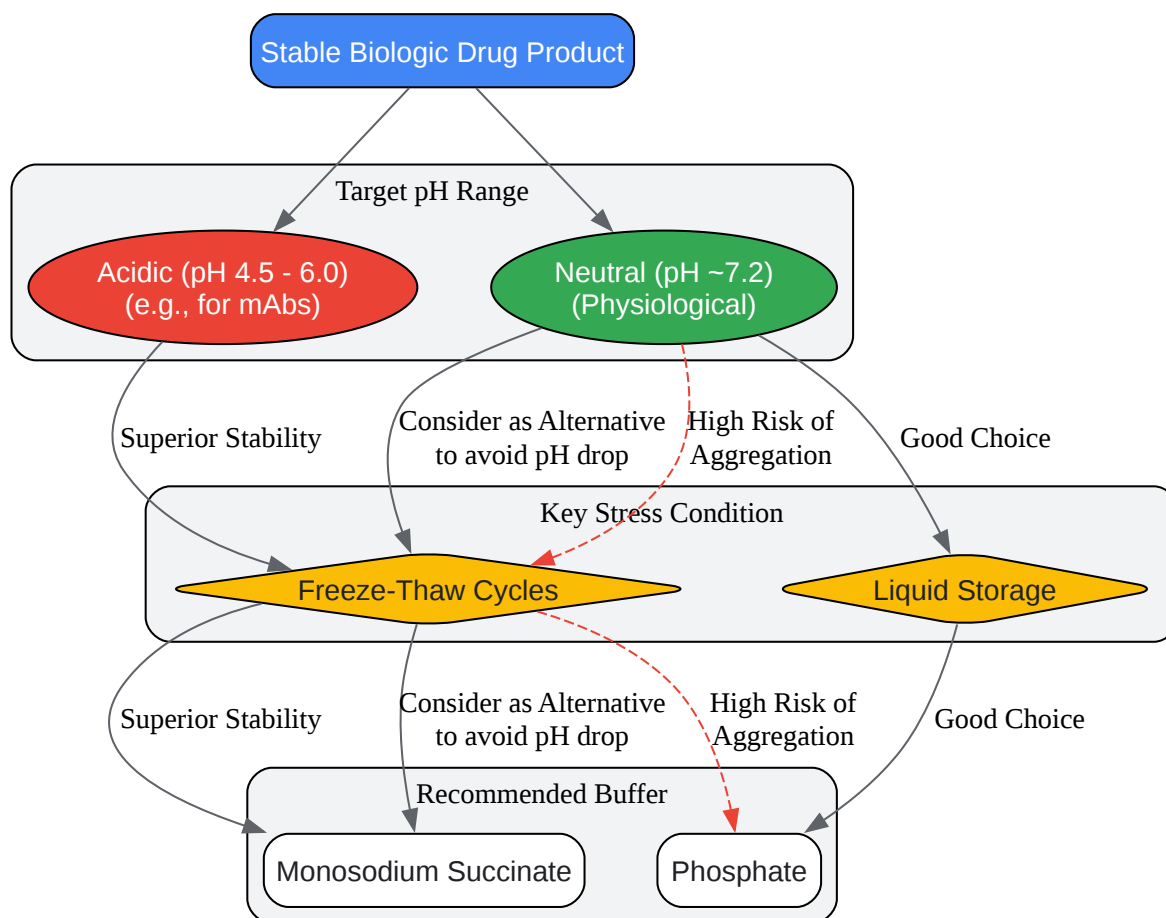 Stable Biologic Drug Product
Target pH Range
Acidic (pH 4.5 - 6.0)
(e.g., for mAbs)
Neutral (pH ~7.2)
(Physiological)
Superior Stability
Consider as Alternative
to avoid pH drop
High Risk of
Aggregation
Good Choice
Key Stress Condition
Freeze-Thaw Cycles
Liquid Storage
Superior Stability
Consider as Alternative
to avoid pH drop
High Risk of
Aggregation
Good Choice
Recommended Buffer
Monosodium Succinate
Phosphate